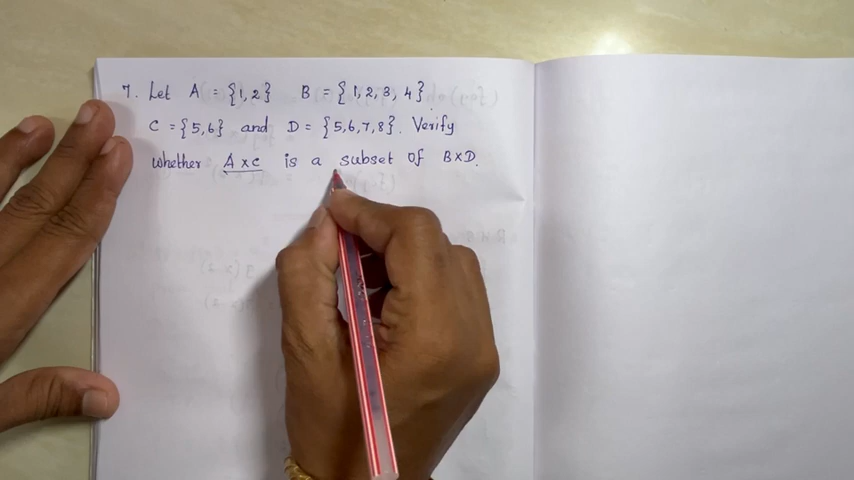 7. Let A = {1,2} B = {1,2,3,4}.
C = {5,6} and D = {5,6,7,8}. Verify
whether A x C is a subset of B x D.